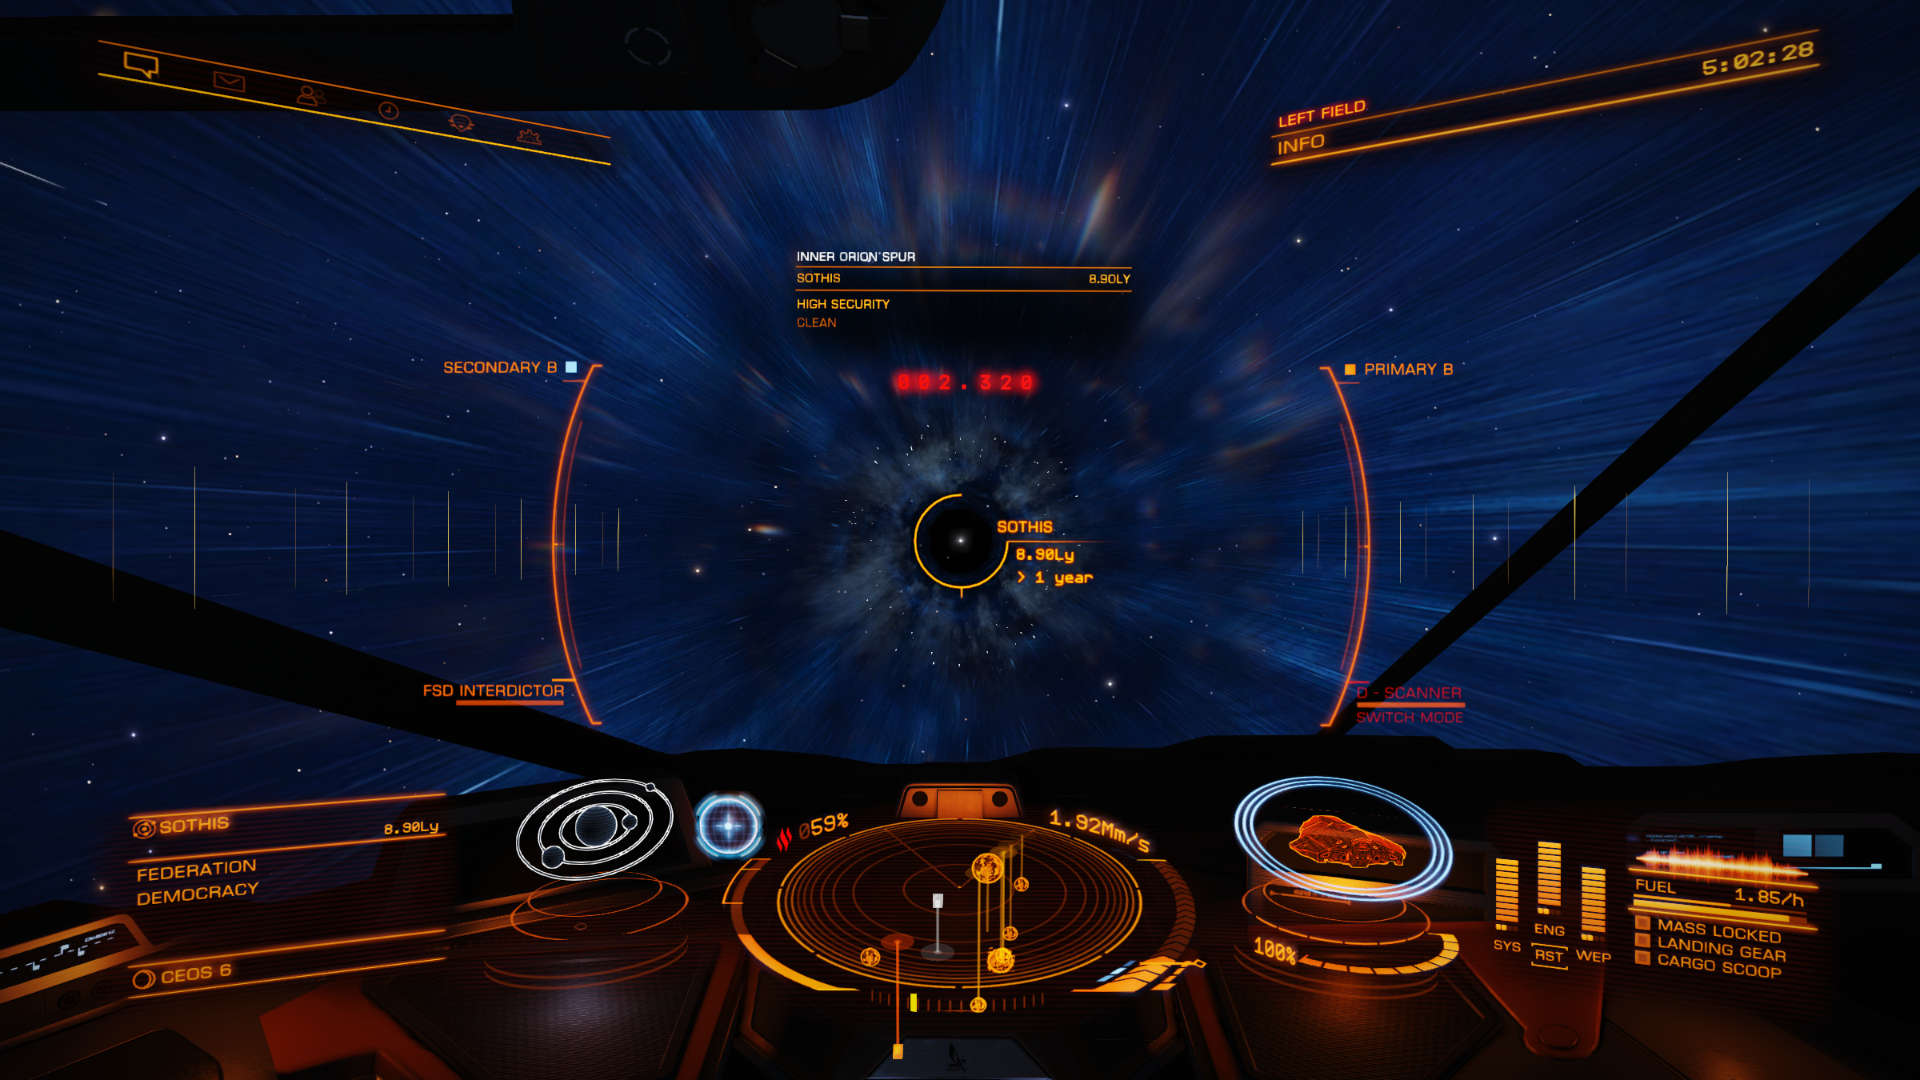 5:02:28
LEFT FIELD
INFO
INNER ORION SPUR
SOTHIS 8.90LY
HIGH SECURITY
CLEAN
SECONDARY B
PRIMARY B
002.320
SOTHIS
8.90Ly
> 1 year
FSD INTERDICTOR
D - SCANNER
SWITCH MODE
SOTHIS
8.90Ly
FEDERATION
DEMOCRACY
CEOS 6
059%
1.92Mm/s
100%
SYS
ENG
RST
WEP
FUEL 1.85/h
MASS LOCKED
LANDING GEAR
CARGO SCOOP